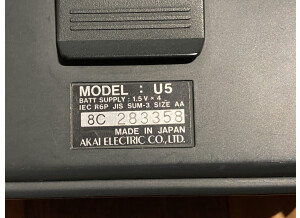 MODEL : U5
BATT SUPPLY : 1.5V × 4
IEC R6P JIS SUM-3 SIZE AA
8C 283358
MADE IN JAPAN
AKAI ELECTRIC CO., LTD.